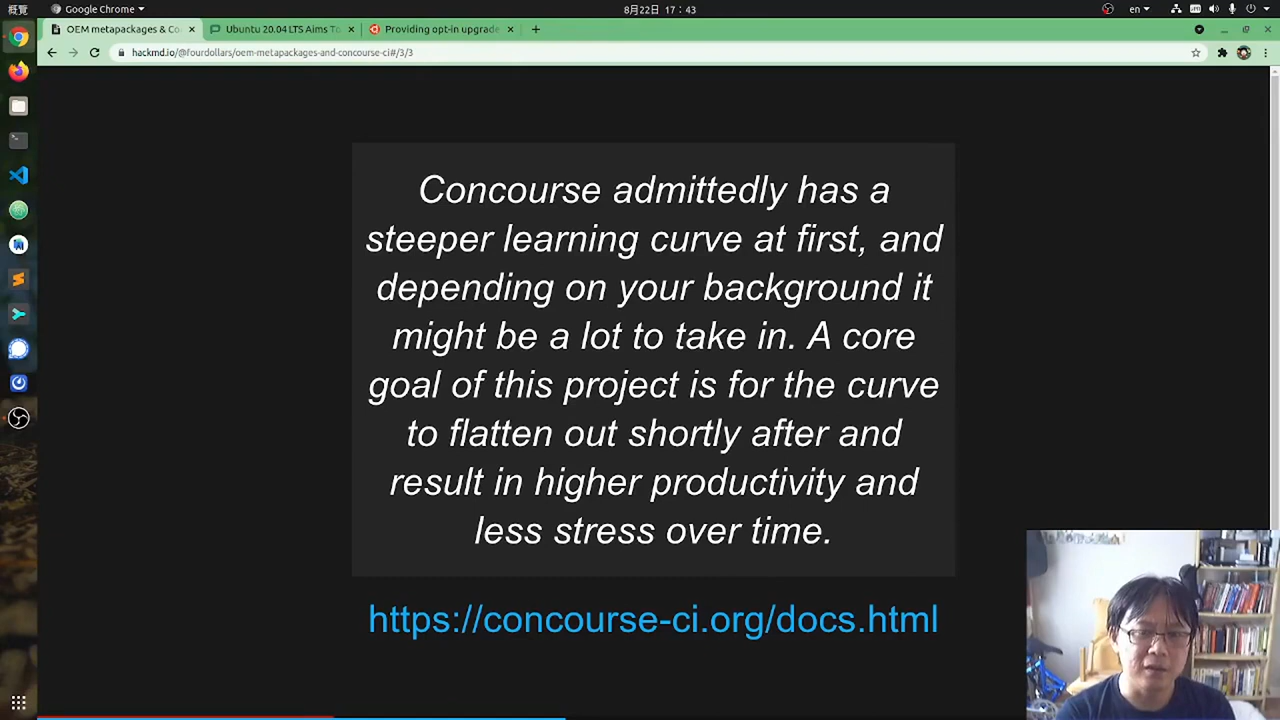 概覽
Google Chrome
8月22日 17:43
en
OEM metapackages & Co
Ubuntu 20.04 LTS Aims To
Providing opt-in upgrade
hackmd.io/@fourdollars/oem-metapackages-and-concourse-ci#/3/3
Concourse admittedly has a
steeper learning curve at first, and
depending on your background it
might be a lot to take in. A core
goal of this project is for the curve
to flatten out shortly after and
result in higher productivity and
less stress over time.
https://concourse-ci.org/docs.html